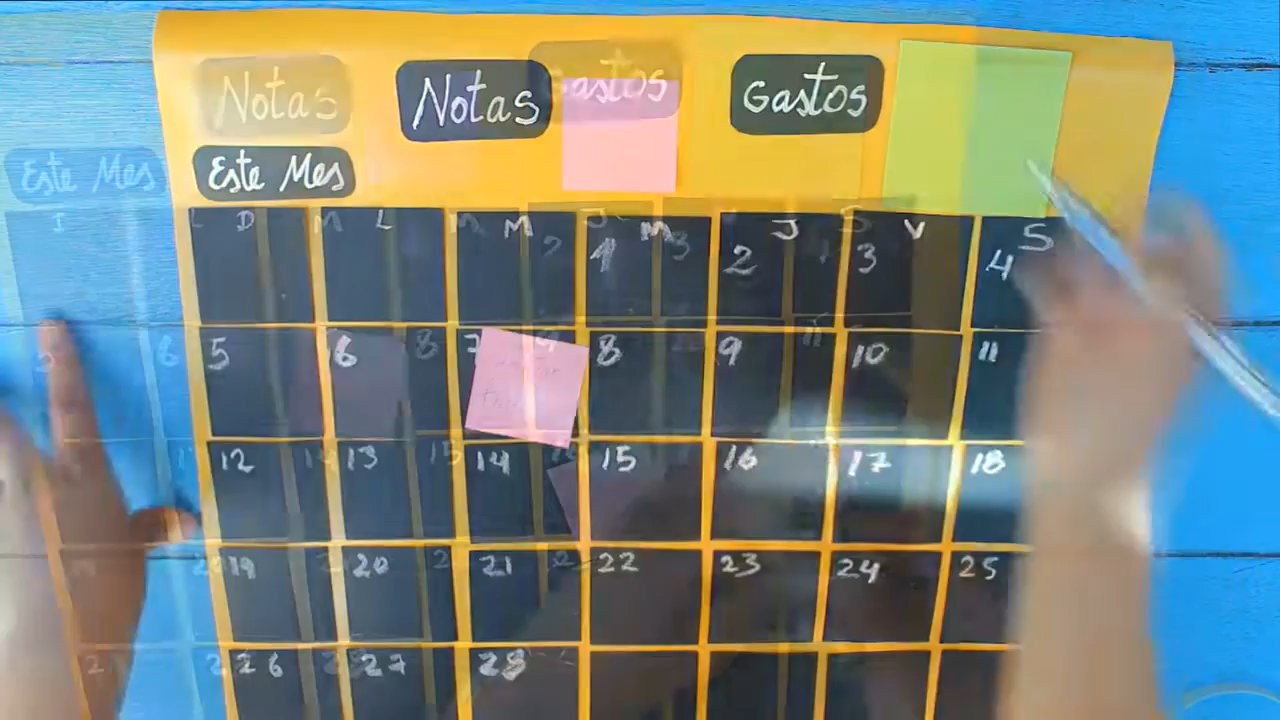 Notas Notas Gastos Gastos
Este Mes Este Mes
D L M M J V S
1 2 3 4
5 6 7 8 9 10 11
12 13 14 15 16 17 18
19 20 21 22 23 24 25
26 27 28